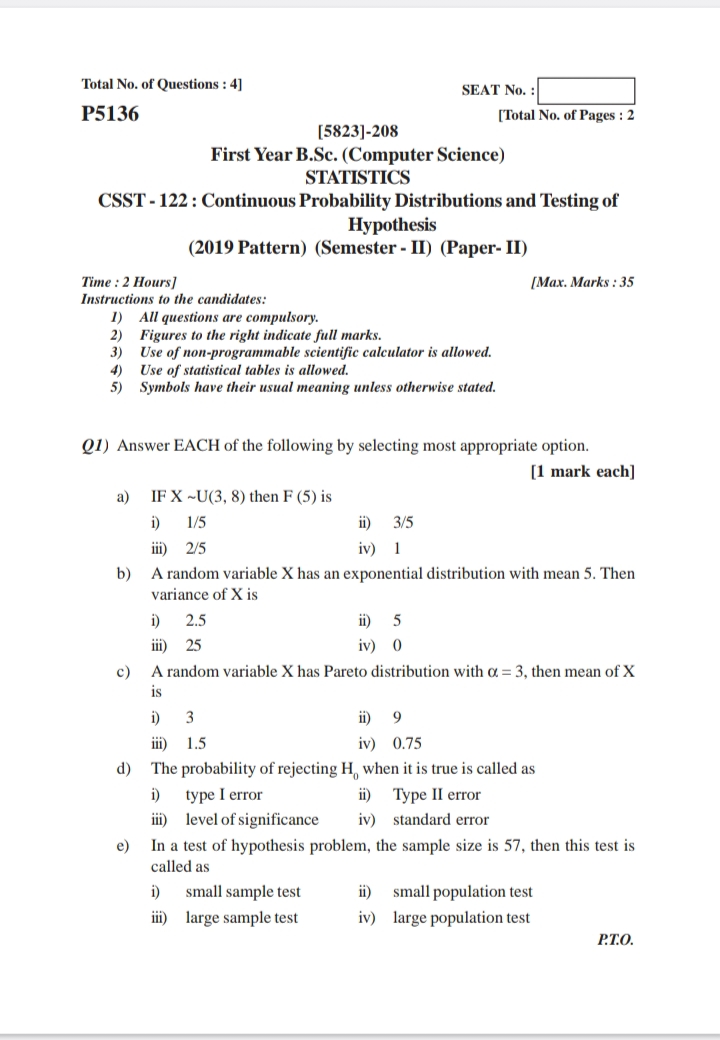 Total No. of Questions : 4]
SEAT No. :
P5136
[Total No. of Pages : 2
[5823]-208
First Year B.Sc. (Computer Science)
STATISTICS
CSST - 122 : Continuous Probability Distributions and Testing of
Hypothesis
(2019 Pattern) (Semester - II) (Paper- II)
Time : 2 Hours] [Max. Marks : 35
Instructions to the candidates:
1) All questions are compulsory.
2) Figures to the right indicate full marks.
3) Use of non-programmable scientific calculator is allowed.
4) Use of statistical tables is allowed.
5) Symbols have their usual meaning unless otherwise stated.
Q1) Answer EACH of the following by selecting most appropriate option.
[1 mark each]
a) IF X ~U(3, 8) then F (5) is
i) 1/5 ii) 3/5
iii) 2/5 iv) 1
b) A random variable X has an exponential distribution with mean 5. Then
variance of X is
i) 2.5 ii) 5
iii) 25 iv) 0
c) A random variable X has Pareto distribution with α = 3, then mean of X
is
i) 3 ii) 9
iii) 1.5 iv) 0.75
d) The probability of rejecting H₀ when it is true is called as
i) type I error ii) Type II error
iii) level of significance iv) standard error
e) In a test of hypothesis problem, the sample size is 57, then this test is
called as
i) small sample test ii) small population test
iii) large sample test iv) large population test
P.T.O.